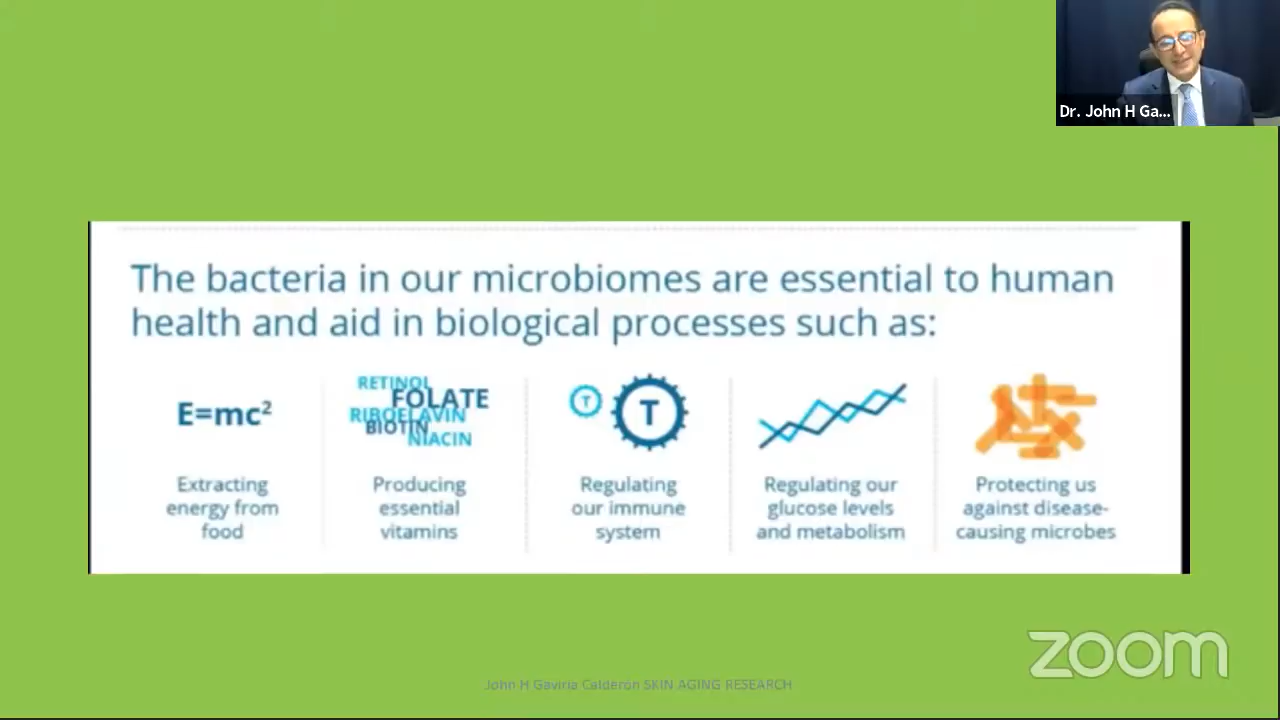 Dr. John H Ga...
The bacteria in our microbiomes are essential to human
health and aid in biological processes such as:
E=mc²
Extracting
energy from
food
RETINOL
FOLATE
RIBOFLAVIN
BIOTIN
NIACIN
Producing
essential
vitamins
T
T
Regulating
our immune
system
Regulating our
glucose levels
and metabolism
Protecting us
against disease-
causing microbes
zoom
John H Gaviria Calderón SKIN AGING RESEARCH